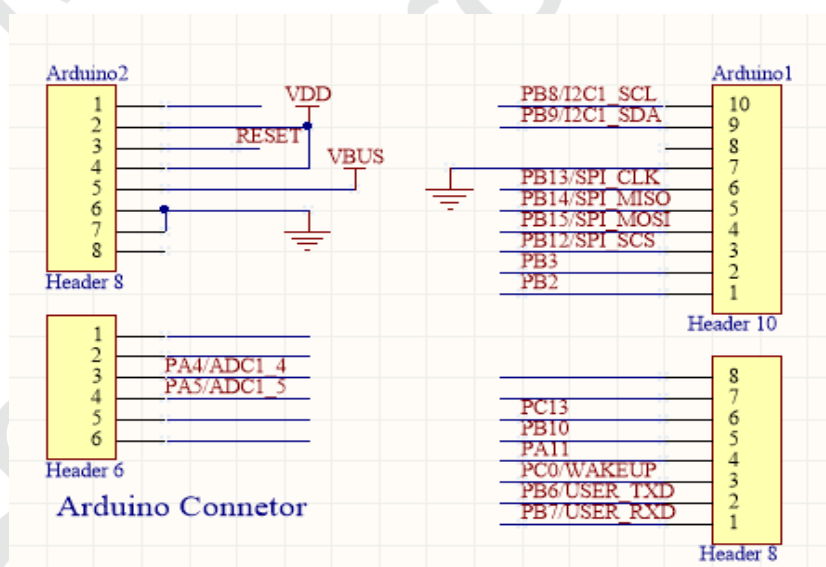 Arduino2
1
2
3
4
5
6
7
8
VDD
RESET
VBUS
Header 8
1
2
PA4/ADC1_4
3
PA5/ADC1_5
4
5
6
Header 6
Arduino Connetor
Arduino1
PB8/I2C1_SCL
10
PB9/I2C1_SDA
9
8
7
PB13/SPI_CLK
6
PB14/SPI_MISO
5
PB15/SPI_MOSI
4
PB12/SPI_SCS
3
PB3
2
PB2
1
Header 10
8
7
PC13
6
PB10
5
PA11
4
PC0/WAKEUP
3
PB6/USER_TXD
2
PB7/USER_RXD
1
Header 8